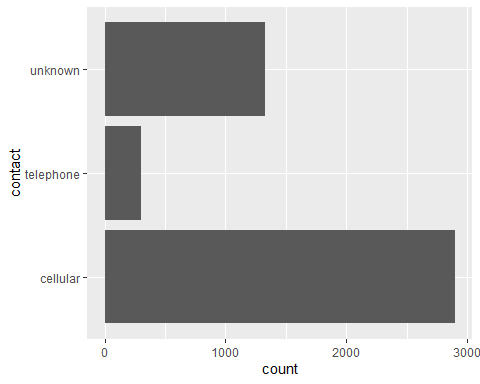 contact
unknown
telephone
cellular
0 1000 2000 3000
count